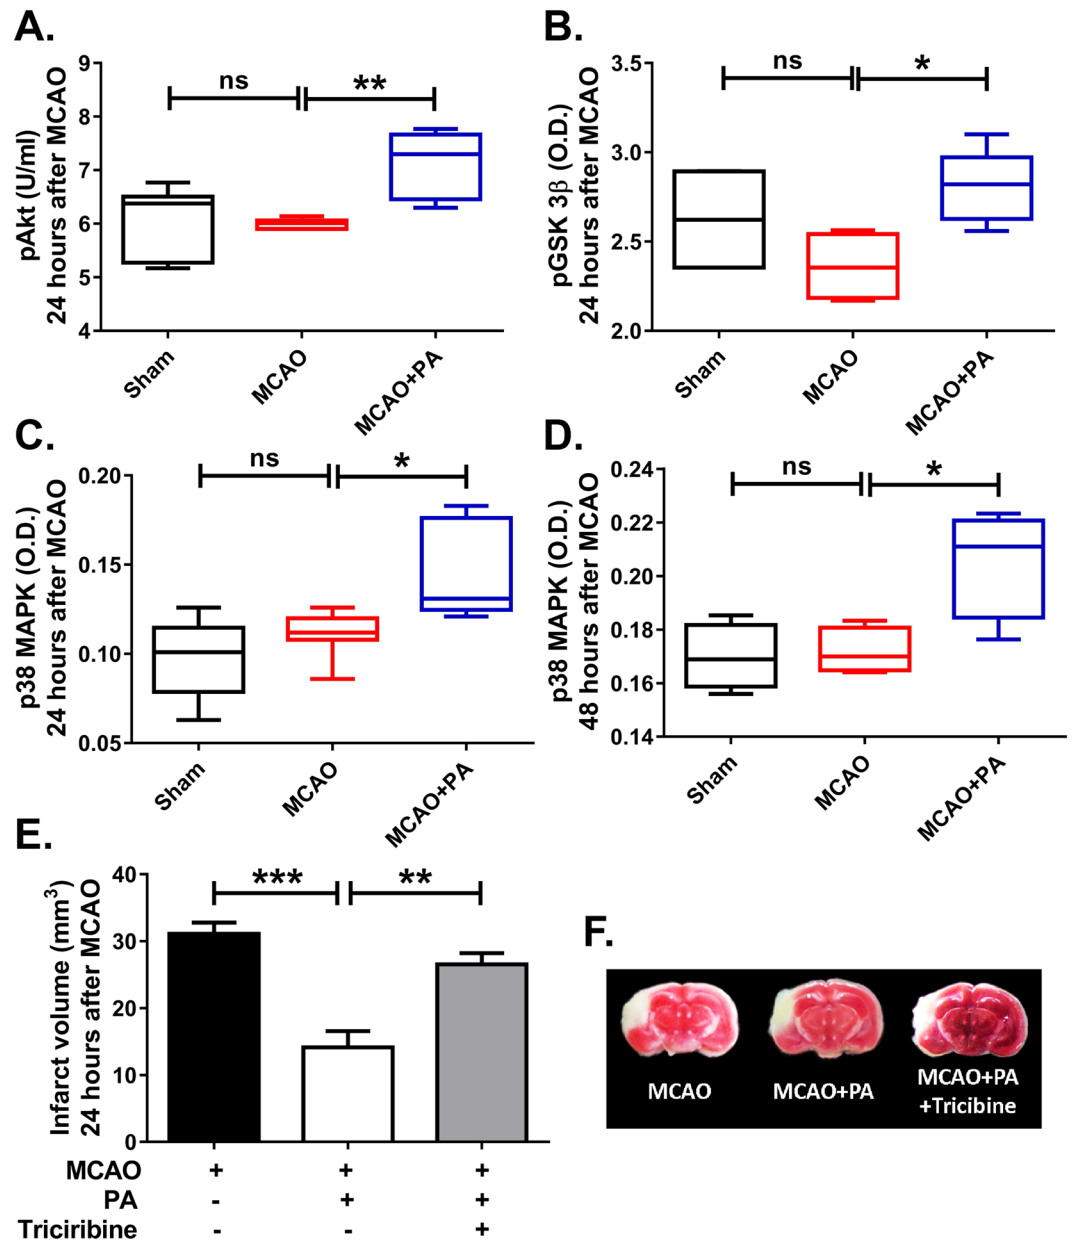 A.
pAkt (U/ml)
24 hours after MCAO
9
8
7
6
5
4
ns
**
Sham
MCAO
MCAO+PA
B.
pGSK 3β (O.D.)
24 hours after MCAO
3.5
3.0
2.5
2.0
ns
*
Sham
MCAO
MCAO+PA
C.
p38 MAPK (O.D.)
24 hours after MCAO
0.20
0.15
0.10
0.05
ns
*
Sham
MCAO
MCAO+PA
D.
p38 MAPK (O.D.)
48 hours after MCAO
0.24
0.22
0.20
0.18
0.16
0.14
ns
*
Sham
MCAO
MCAO+PA
E.
Infarct volume (mm3)
24 hours after MCAO
40
30
20
10
0
***
**
MCAO + + +
PA - + +
Triciribine - - +
F.
MCAO
MCAO+PA
MCAO+PA
+Tricibine